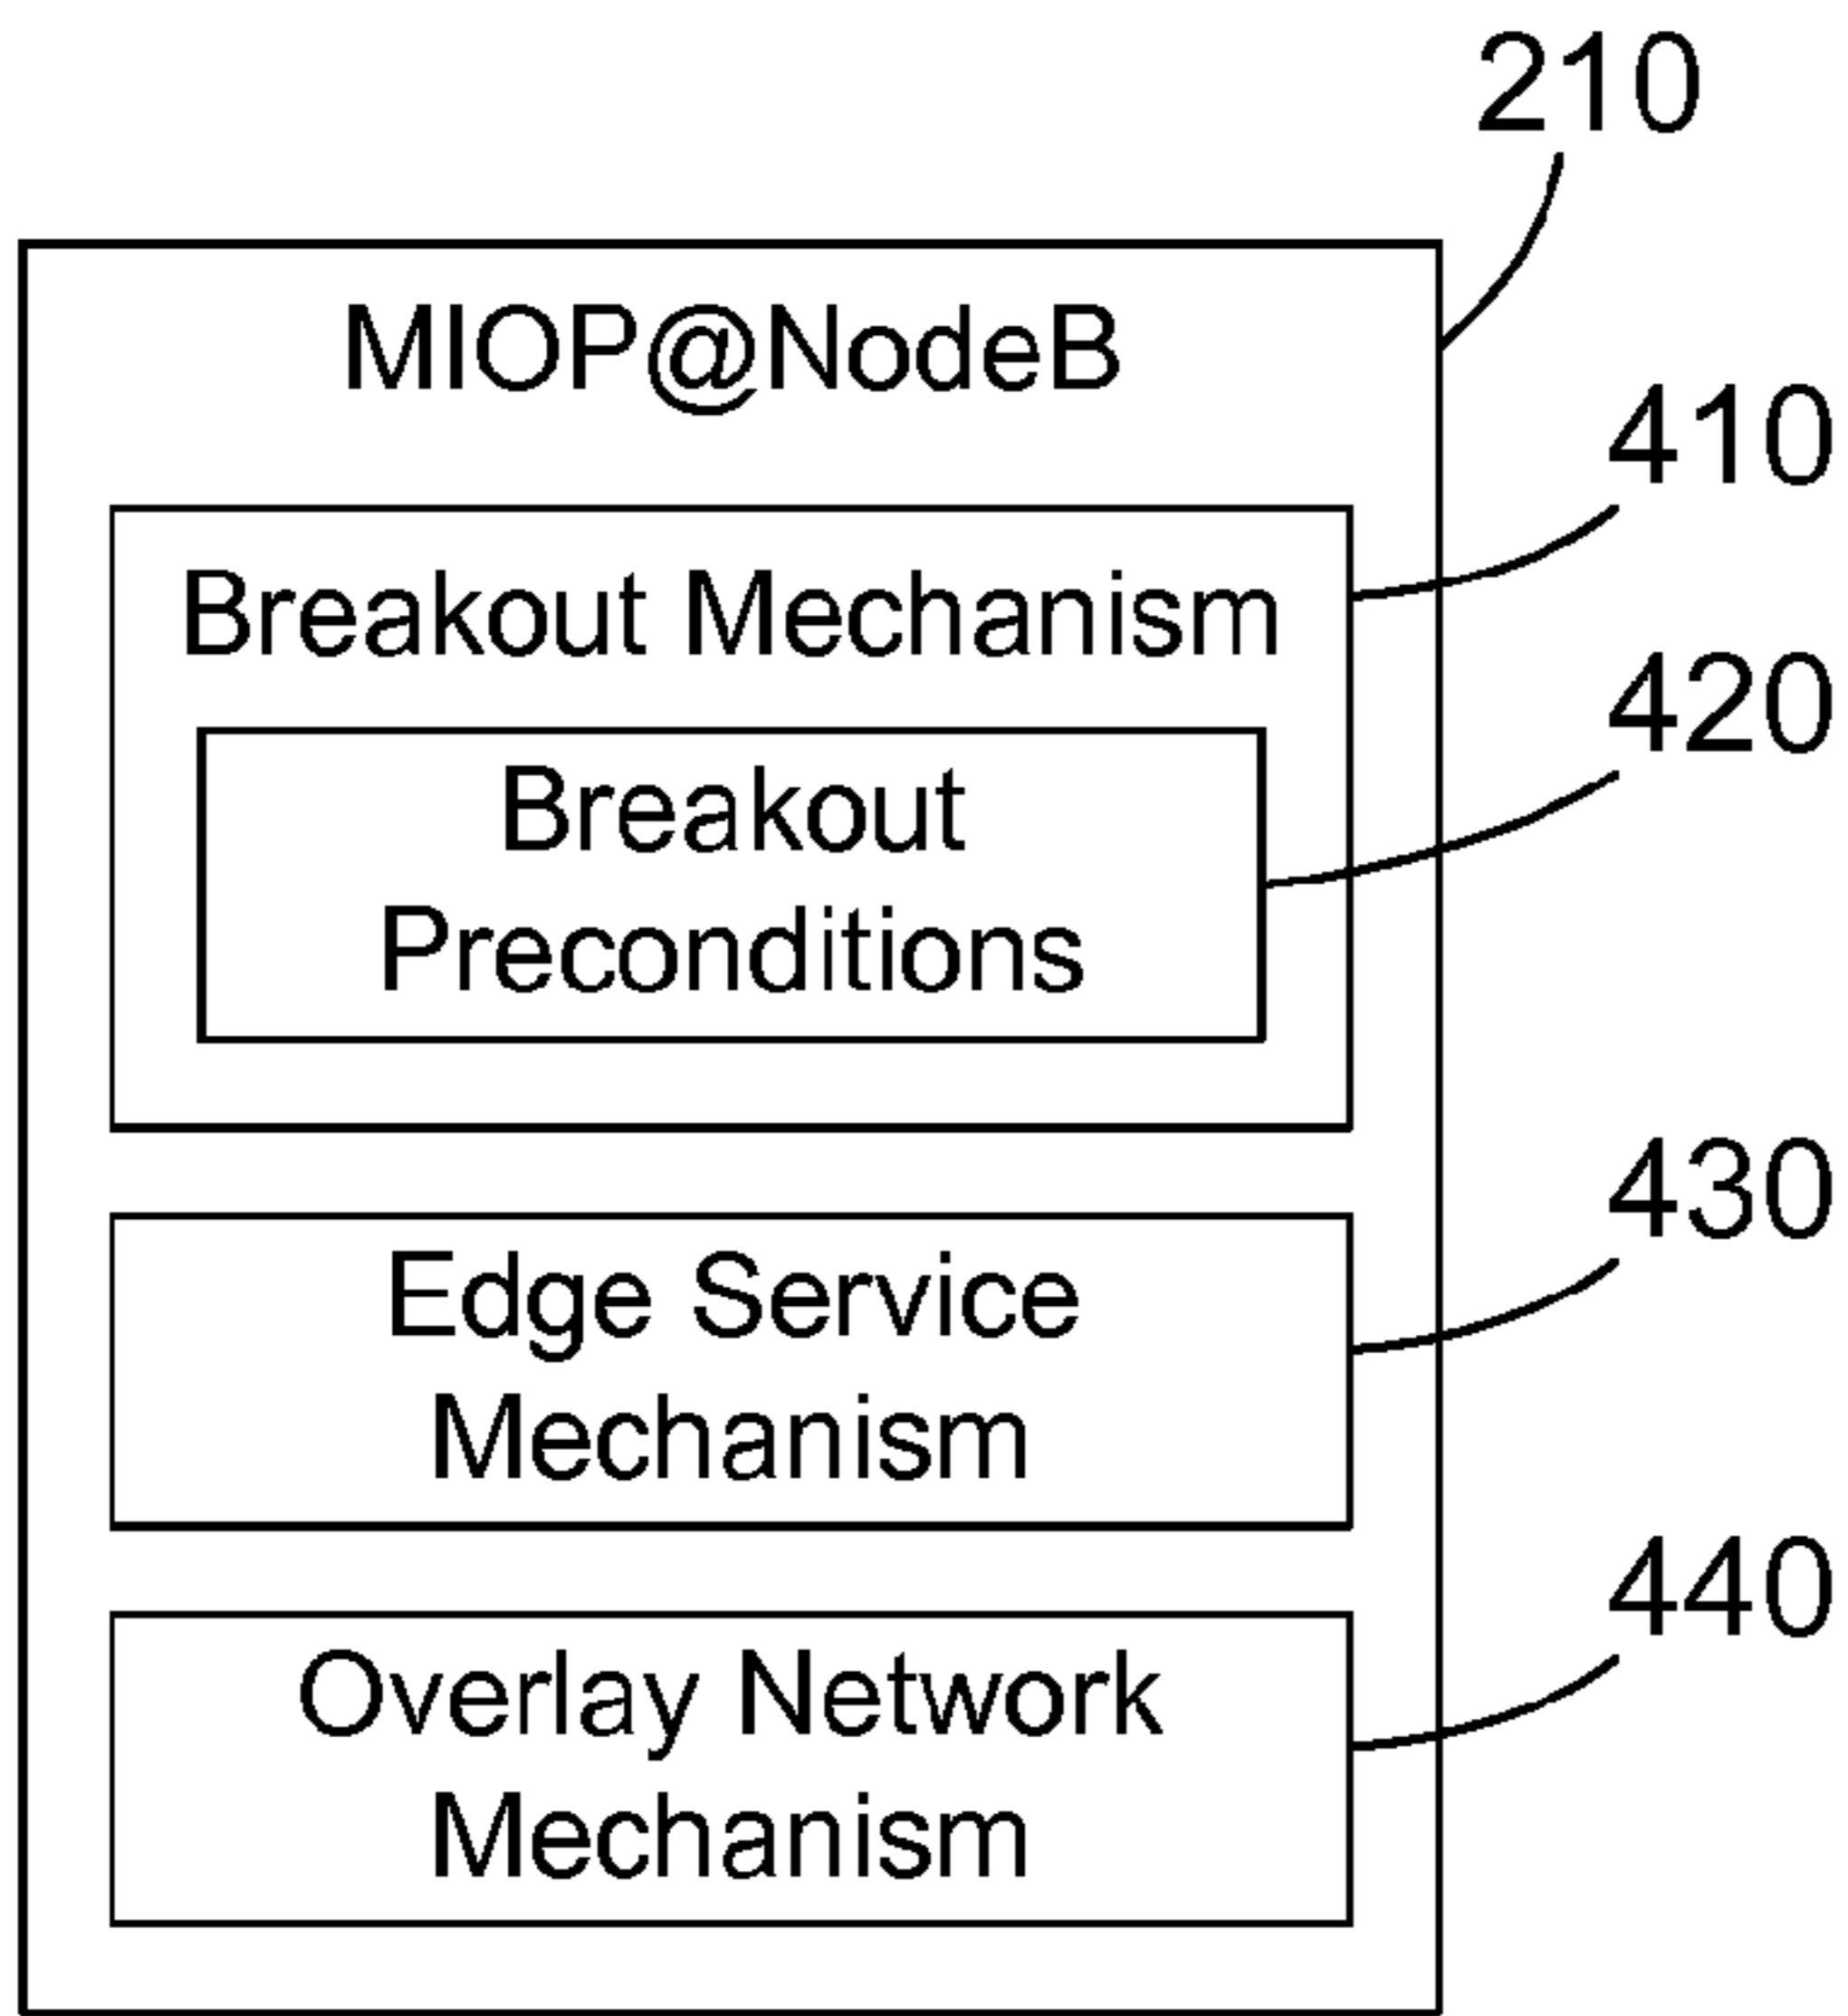 210
MIOP@NodeB
410
Breakout Mechanism
420
Breakout
Preconditions
430
Edge Service
Mechanism
440
Overlay Network
Mechanism